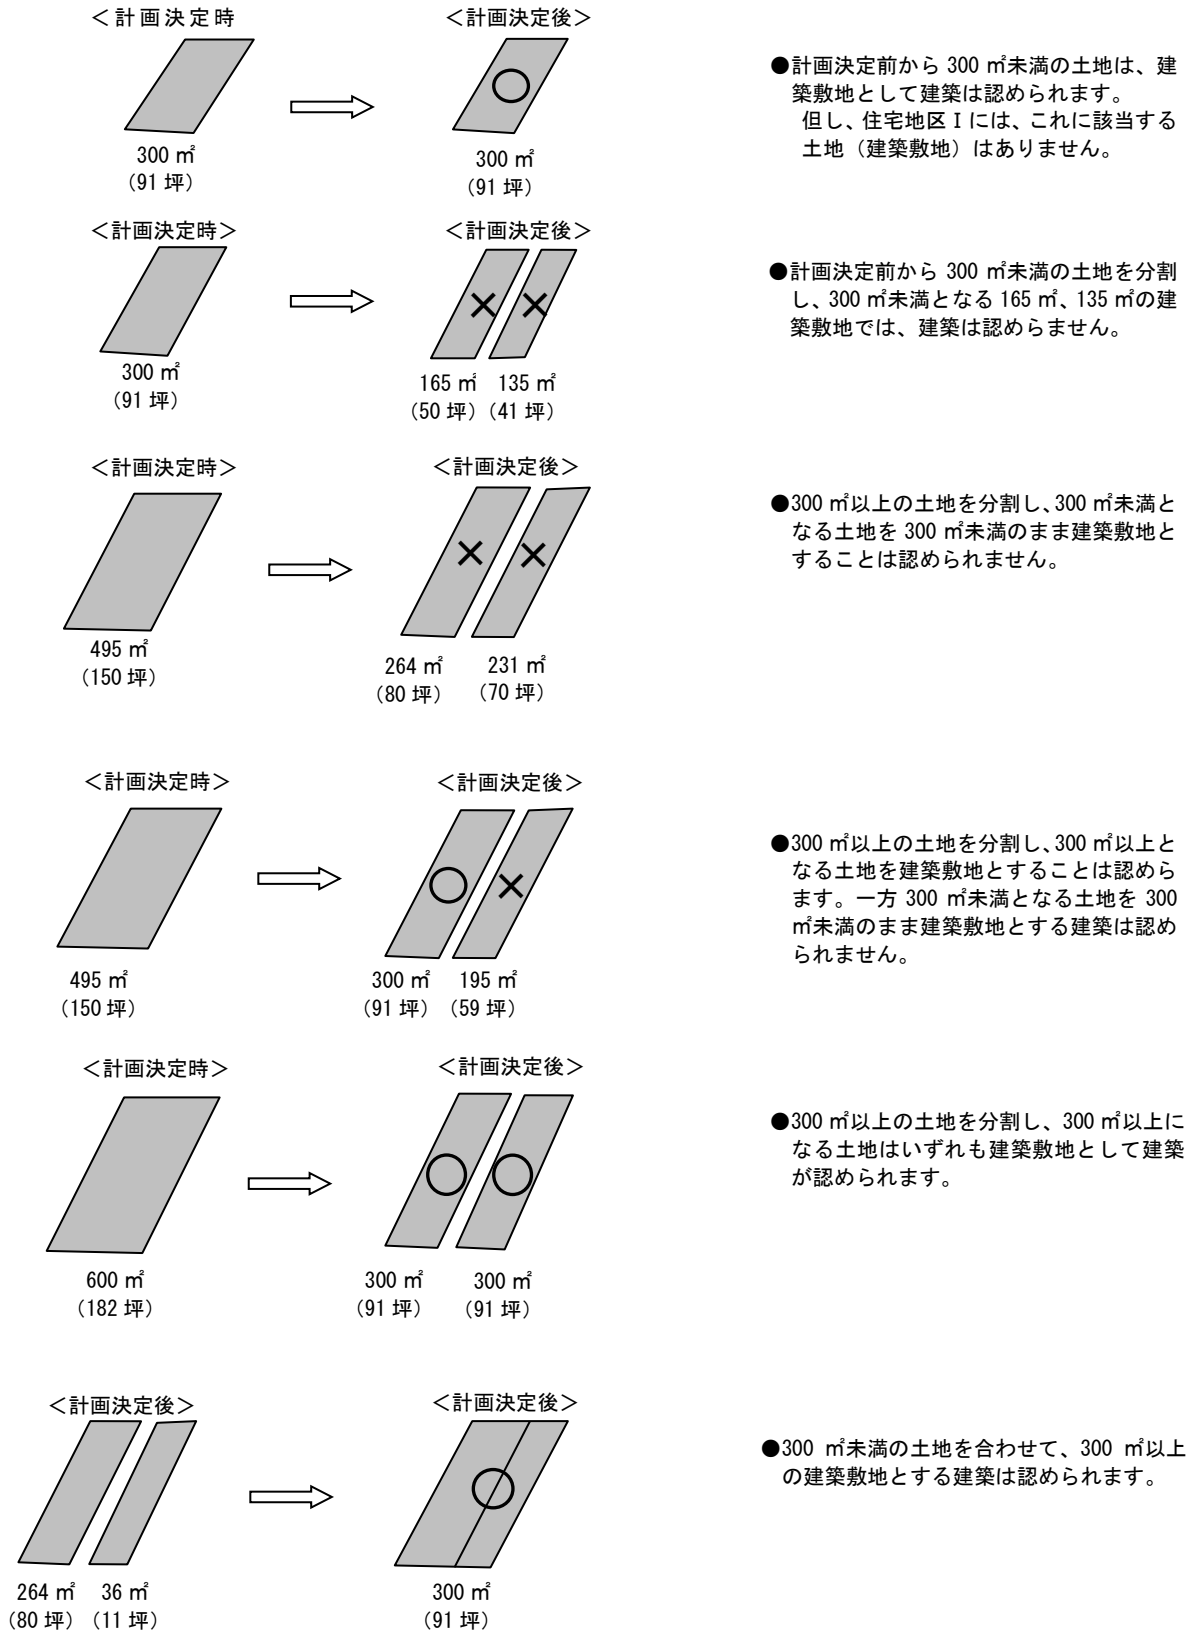 ＜計画決定時
＜計画決定後＞
300 ㎡
（91 坪）
300 ㎡
（91 坪）
●計画決定前から 300 ㎡未満の土地は、建
築敷地として建築は認められます。
但し、住宅地区Ⅰには、これに該当する
土地（建築敷地）はありません。
＜計画決定時＞
＜計画決定後＞
300 ㎡
（91 坪）
165 ㎡ 135 ㎡
（50 坪）（41 坪）
●計画決定前から 300 ㎡未満の土地を分割
し、300 ㎡未満となる 165 ㎡、135 ㎡の建
築敷地では、建築は認めらません。
＜計画決定時＞
＜計画決定後＞
495 ㎡
（150 坪）
264 ㎡ 231 ㎡
（80 坪） （70 坪）
●300 ㎡以上の土地を分割し、300 ㎡未満と
なる土地を 300 ㎡未満のまま建築敷地と
することは認められません。
＜計画決定時＞
＜計画決定後＞
495 ㎡
（150 坪）
300 ㎡ 195 ㎡
（91 坪） （59 坪）
●300 ㎡以上の土地を分割し、300 ㎡以上と
なる土地を建築敷地とすることは認めら
ます。一方 300 ㎡未満となる土地を 300
㎡未満のまま建築敷地とする建築は認め
られません。
＜計画決定時＞
＜計画決定後＞
600 ㎡
（182 坪）
300 ㎡ 300 ㎡
（91 坪） （91 坪）
●300 ㎡以上の土地を分割し、300 ㎡以上に
なる土地はいずれも建築敷地として建築
が認められます。
＜計画決定後＞
＜計画決定後＞
264 ㎡ 36 ㎡
（80 坪） （11 坪）
300 ㎡
（91 坪）
●300 ㎡未満の土地を合わせて、300 ㎡以上
の建築敷地とする建築は認められます。